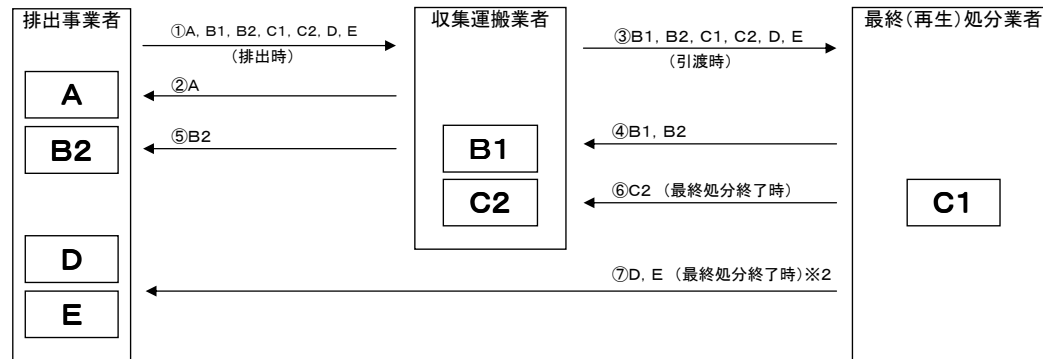 排出事業者
収集運搬業者
最終(再生)処分業者
①A, B1, B2, C1, C2, D, E
(排出時)
③B1, B2, C1, C2, D, E
(引渡時)
A
②A
B2
⑤B2
B1
④B1, B2
C2
⑥C2 (最終処分終了時)
C1
D
⑦D, E (最終処分終了時)※2
E